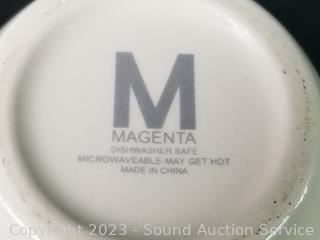 M
MAGENTA
DISHWASHER SAFE
MICROWAVEABLE-MAY GET HOT
MADE IN CHINA
Copyright © 2023 - Sound Auction Service